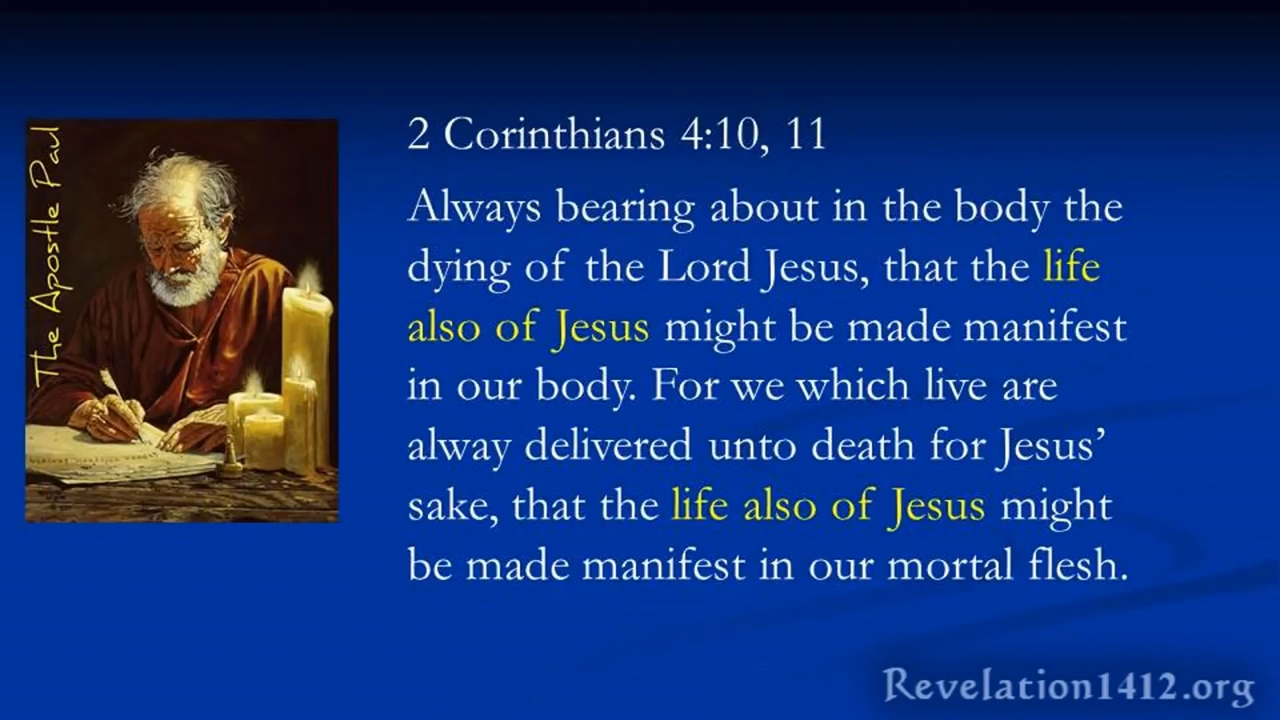 The Apostle Paul
2 Corinthians 4:10, 11
Always bearing about in the body the
dying of the Lord Jesus, that the life
also of Jesus might be made manifest
in our body. For we which live are
alway delivered unto death for Jesus’
sake, that the life also of Jesus might
be made manifest in our mortal flesh.
Revelation1412.org